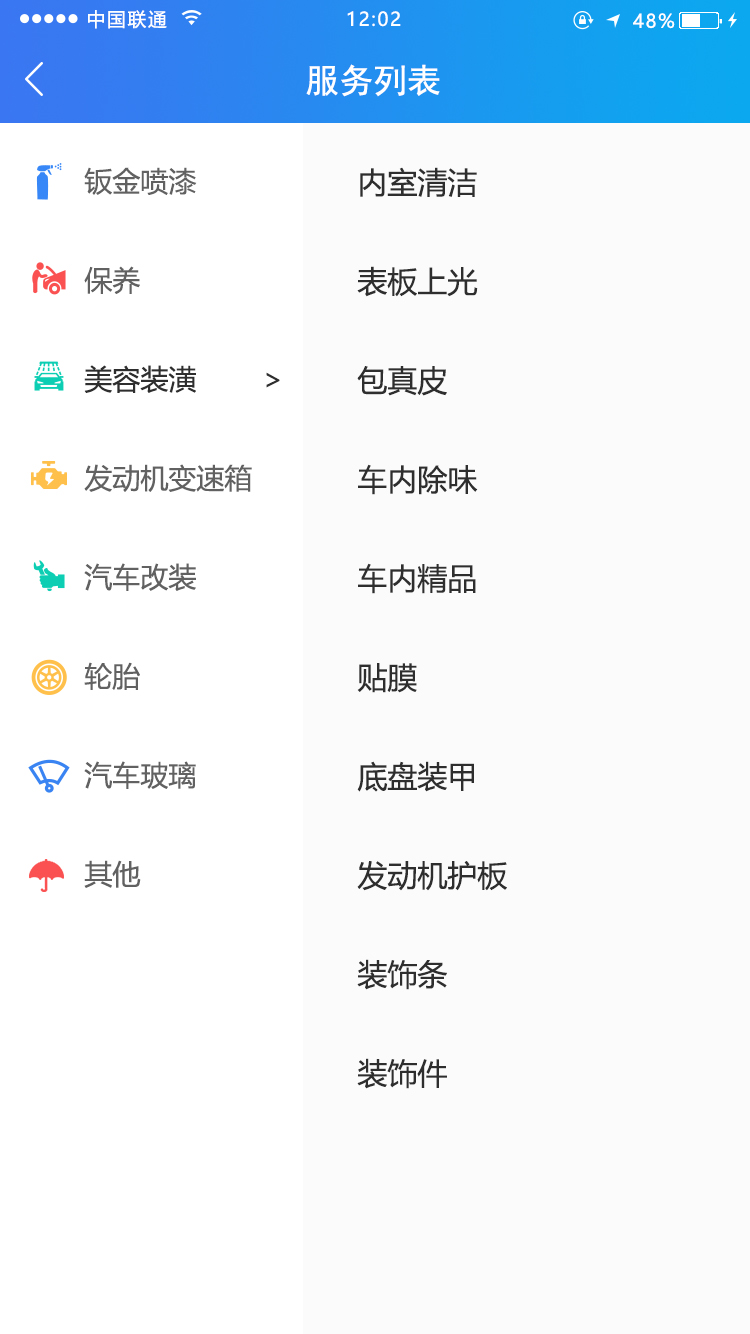 中国联通
12:02
48%
服务列表
钣金喷漆
保养
美容装潢 >
发动机变速箱
汽车改装
轮胎
汽车玻璃
其他
内室清洁
表板上光
包真皮
车内除味
车内精品
贴膜
底盘装甲
发动机护板
装饰条
装饰件